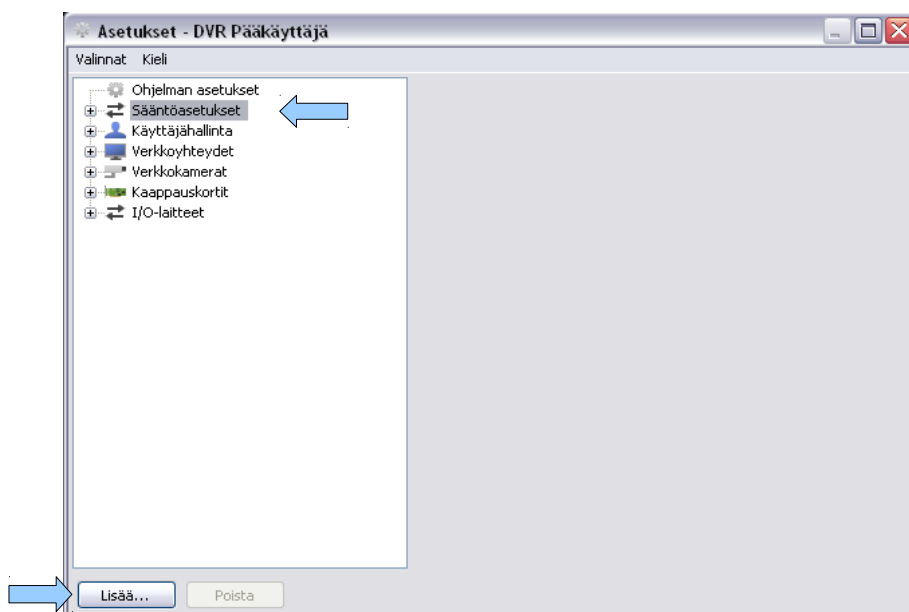 Asetukset - DVR Pääkäyttäjä
Valinnat Kieli
Ohjelman asetukset
Sääntöasetukset
Käyttäjähallinta
Verkkoyhteydet
Verkkokamerat
Kaappauskortit
I/O-laitteet
Lisää... Poista